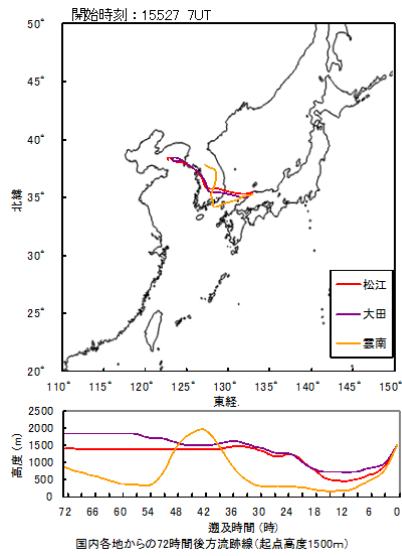 開始時刻：15527 7UT
50°
45°
40°
35°
30°
25°
20°
北緯
110° 115° 120° 125° 130° 135° 140° 145° 150°
東経.
松江
大田
雲南
2500
2000
1500
1000
500
0
高度(m)
72 66 60 54 48 42 36 30 24 18 12 6 0
遡及時間(時)
国内各地からの72時間後方流跡線(起点高度1500m)